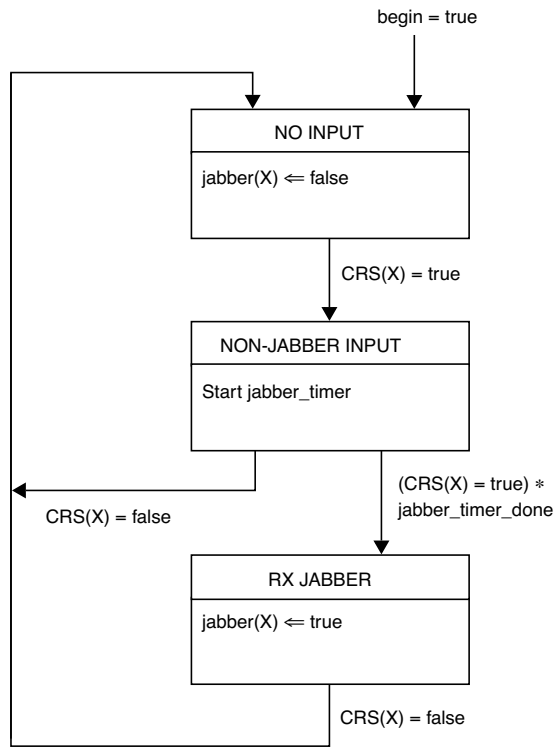 begin = true
NO INPUT
jabber(X) ⇐ false
CRS(X) = true
NON-JABBER INPUT
Start jabber_timer
(CRS(X) = true) *
jabber_timer_done
CRS(X) = false
RX JABBER
jabber(X) ⇐ true
CRS(X) = false